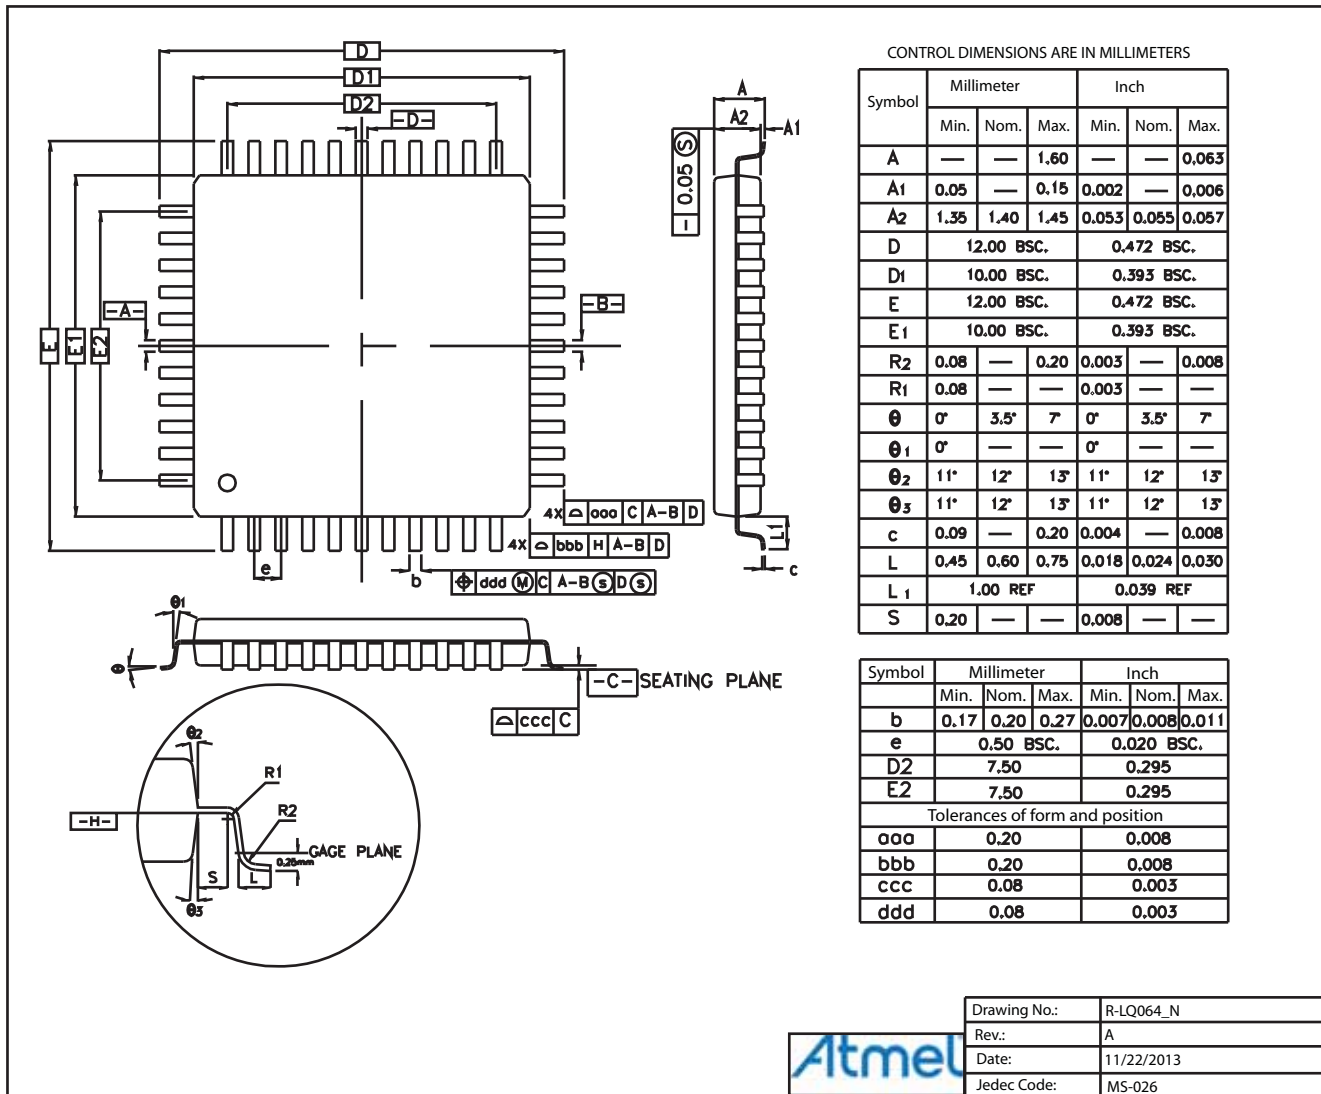 D
D1
D2
-D-
E
E1
E2
-A-
-B-
4X aaa C A-B D
4X bbb H A-B D
e
b
ddd M C A-B S D S
A
A2
A1
0.05 S
L1
c
θ1
θ
-C- SEATING PLANE
ccc C
θ2
R1
R2
-H-
GAGE PLANE
0.25mm
S
L
θ3
CONTROL DIMENSIONS ARE IN MILLIMETERS
Symbol Millimeter Inch
Min. Nom. Max. Min. Nom. Max.
A — — 1.60 — — 0.063
A1 0.05 — 0.15 0.002 — 0.006
A2 1.35 1.40 1.45 0.053 0.055 0.057
D 12.00 BSC. 0.472 BSC.
D1 10.00 BSC. 0.393 BSC.
E 12.00 BSC. 0.472 BSC.
E1 10.00 BSC. 0.393 BSC.
R2 0.08 — 0.20 0.003 — 0.008
R1 0.08 — — 0.003 — —
θ 0° 3.5° 7° 0° 3.5° 7°
θ1 0° — — 0° — —
θ2 11° 12° 13° 11° 12° 13°
θ3 11° 12° 13° 11° 12° 13°
c 0.09 — 0.20 0.004 — 0.008
L 0.45 0.60 0.75 0.018 0.024 0.030
L1 1.00 REF 0.039 REF
S 0.20 — — 0.008 — —
Symbol Millimeter Inch
Min. Nom. Max. Min. Nom. Max.
b 0.17 0.20 0.27 0.007 0.008 0.011
e 0.50 BSC. 0.020 BSC.
D2 7.50 0.295
E2 7.50 0.295
Tolerances of form and position
aaa 0.20 0.008
bbb 0.20 0.008
ccc 0.08 0.003
ddd 0.08 0.003
Atmel
Drawing No.: R-LQ064_N
Rev.: A
Date: 11/22/2013
Jedec Code: MS-026